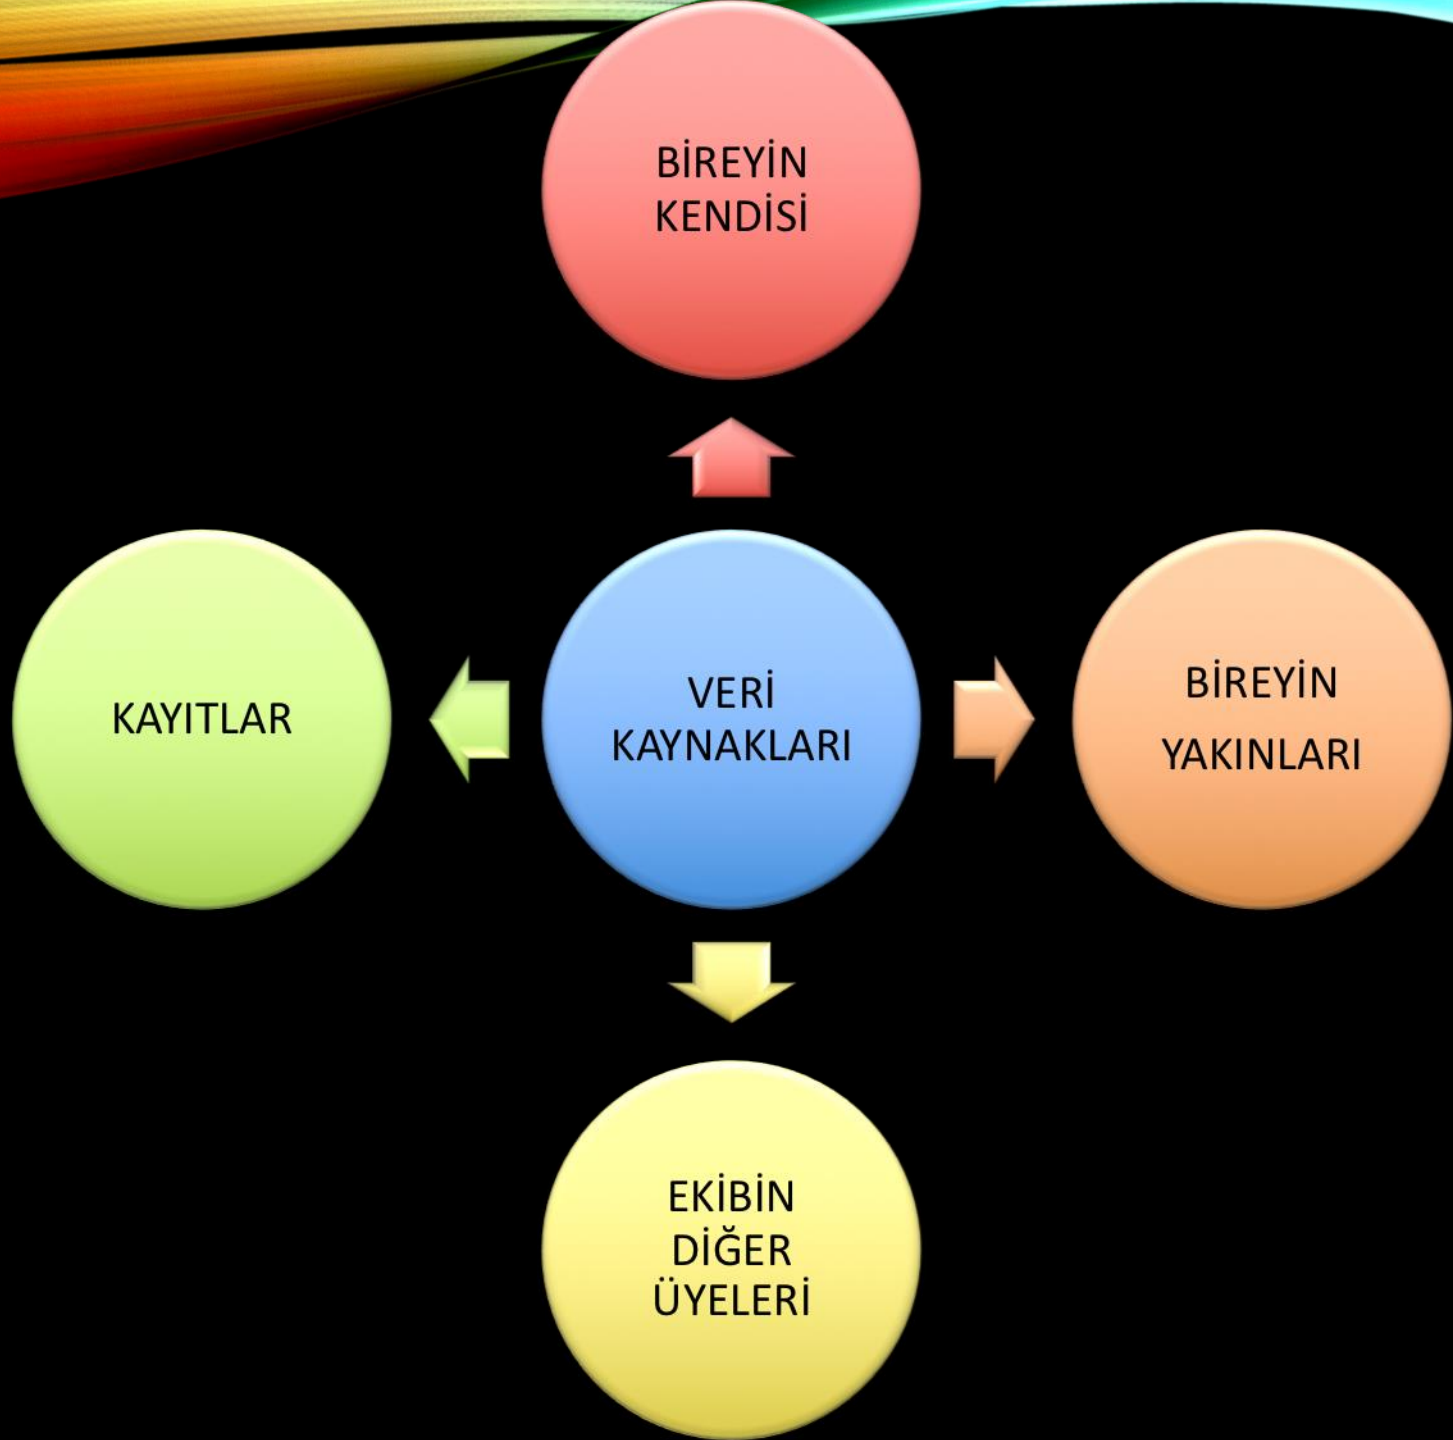 BİREYİN
KENDİSİ
KAYITLAR
VERİ
KAYNAKLARI
BİREYİN
YAKINLARI
EKİBİN
DİĞER
ÜYELERİ